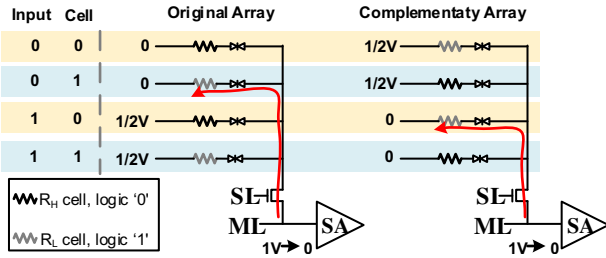 Input Cell Original Array Complementaty Array
0 0 0 1/2V
0 1 0 1/2V
1 0 1/2V 0
1 1 1/2V 0
R_H cell, logic ‘0'
R_L cell, logic ‘1'
SL SL
ML SA ML SA
1V 0 1V 0